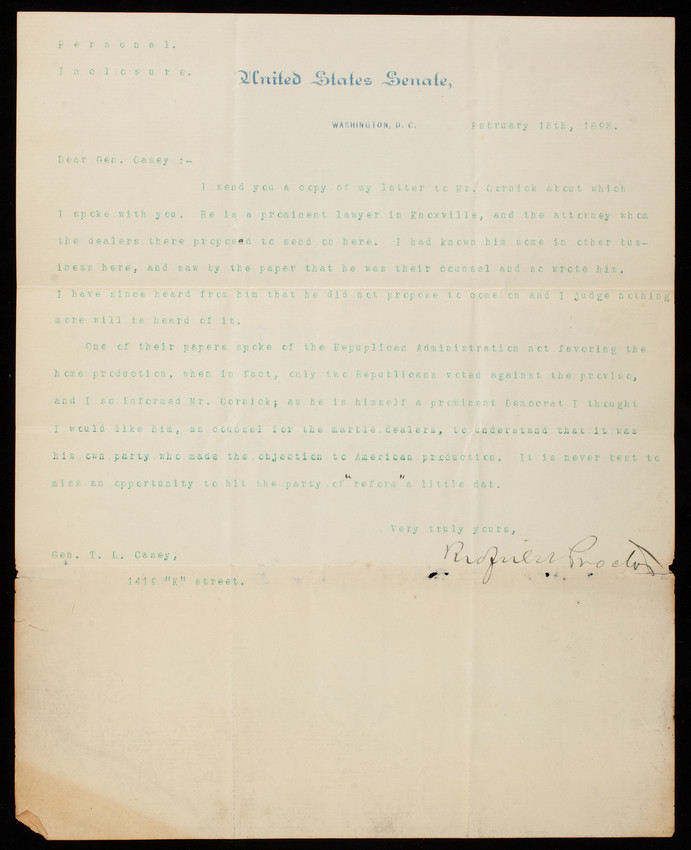 Personal.
Inclosure.
United States Senate,
WASHINGTON, D. C.
February 18th, 1893.
Dear Gen. Casey :-
I send you a copy of my letter to Mr. Cornick about which
I spoke with you. He is a prominent lawyer in Knoxville, and the attorney whom
the dealers there proposed to send on here. I had known him some in other bus-
iness here, and saw by the paper that he was their counsel and so wrote him.
I have since heard from him that he did not propose to come on and I judge nothing
more will be heard of it.
One of their papers spoke of the Republican Administration not favoring the
home production, when in fact, only two Republicans voted against the proviso,
and I so informed Mr. Cornick; as he is himself a prominent Democrat I thought
I would like him, as counsel for the marble dealers, to understand that it was
his own party who made the objection to American production. It is never best to
miss an opportunity to hit the party of "reform" a little dat.
Very truly yours,
Redfield Proctor
Gen. T. L. Casey,
1419 "K" street.